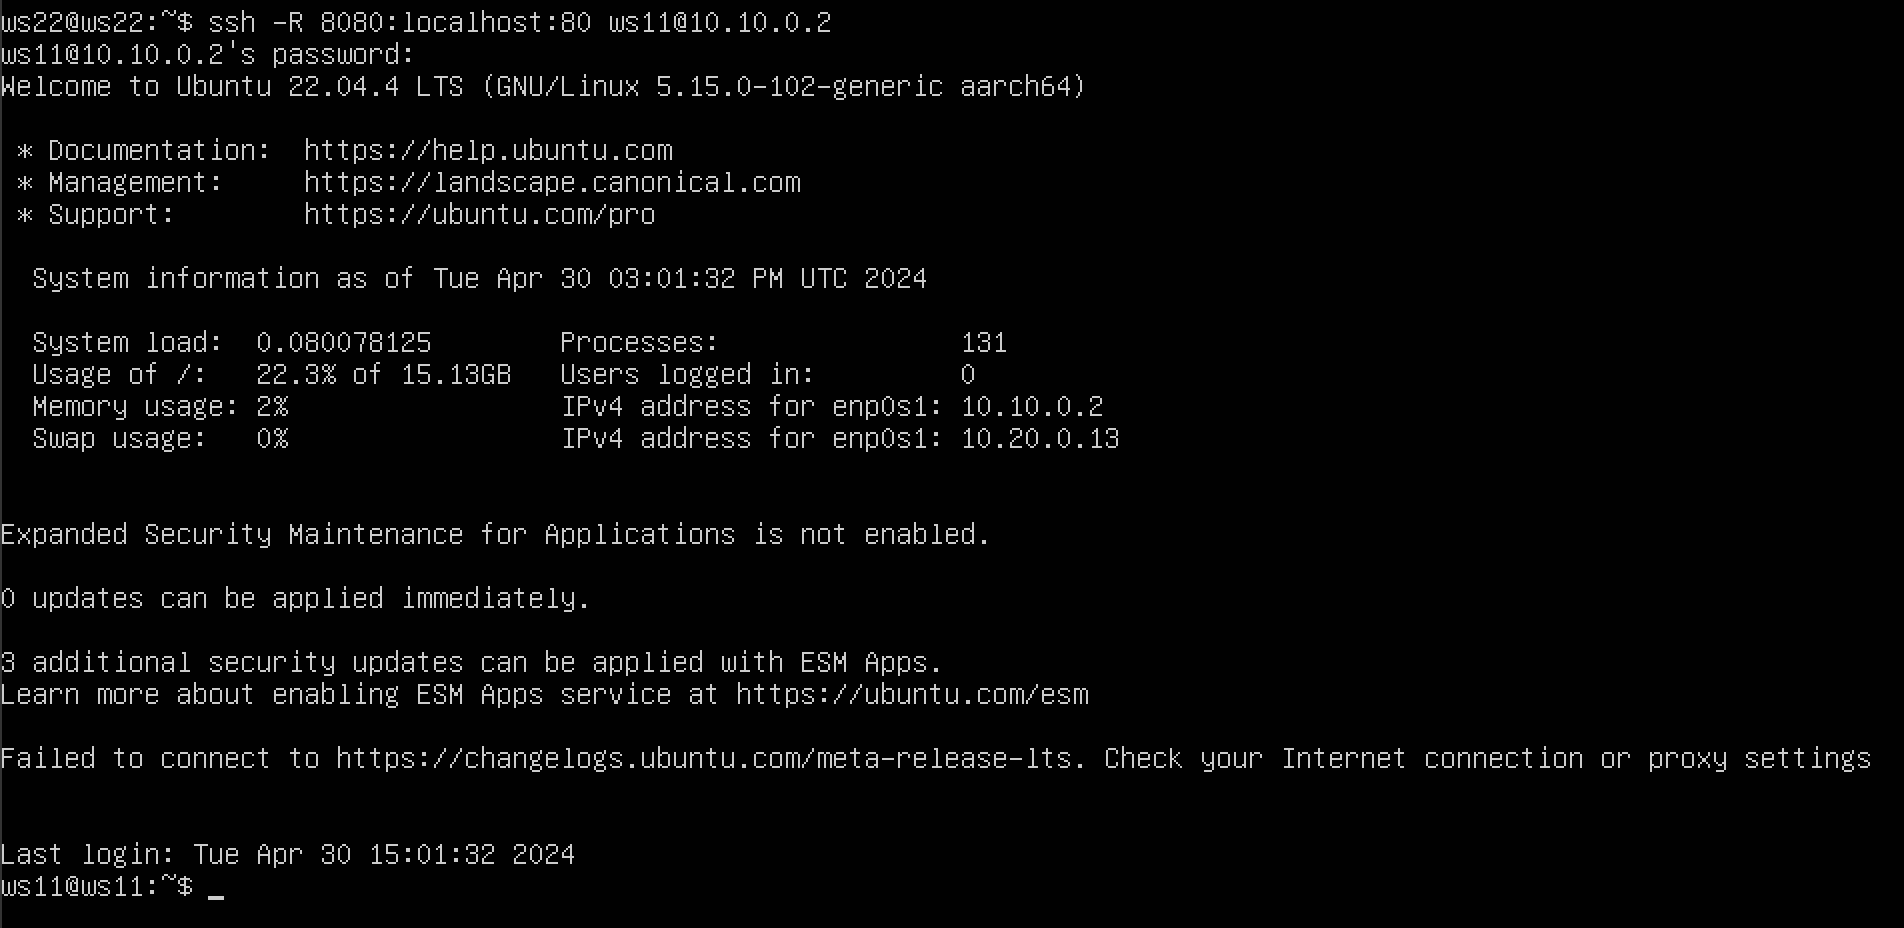 ws22@ws22:~$ ssh -R 8080:localhost:80 ws11@10.10.0.2
ws11@10.10.0.2's password:
Welcome to Ubuntu 22.04.4 LTS (GNU/Linux 5.15.0-102-generic aarch64)
* Documentation:  https://help.ubuntu.com
* Management:     https://landscape.canonical.com
* Support:        https://ubuntu.com/pro
System information as of Tue Apr 30 03:01:32 PM UTC 2024
System load:  0.080078125        Processes:               131
Usage of /:   22.3% of 15.13GB   Users logged in:         0
Memory usage: 2%                 IPv4 address for enp0s1: 10.10.0.2
Swap usage:   0%                 IPv4 address for enp0s1: 10.20.0.13
Expanded Security Maintenance for Applications is not enabled.
0 updates can be applied immediately.
3 additional security updates can be applied with ESM Apps.
Learn more about enabling ESM Apps service at https://ubuntu.com/esm
Failed to connect to https://changelogs.ubuntu.com/meta-release-lts. Check your Internet connection or proxy settings
Last login: Tue Apr 30 15:01:32 2024
ws11@ws11:~$ _